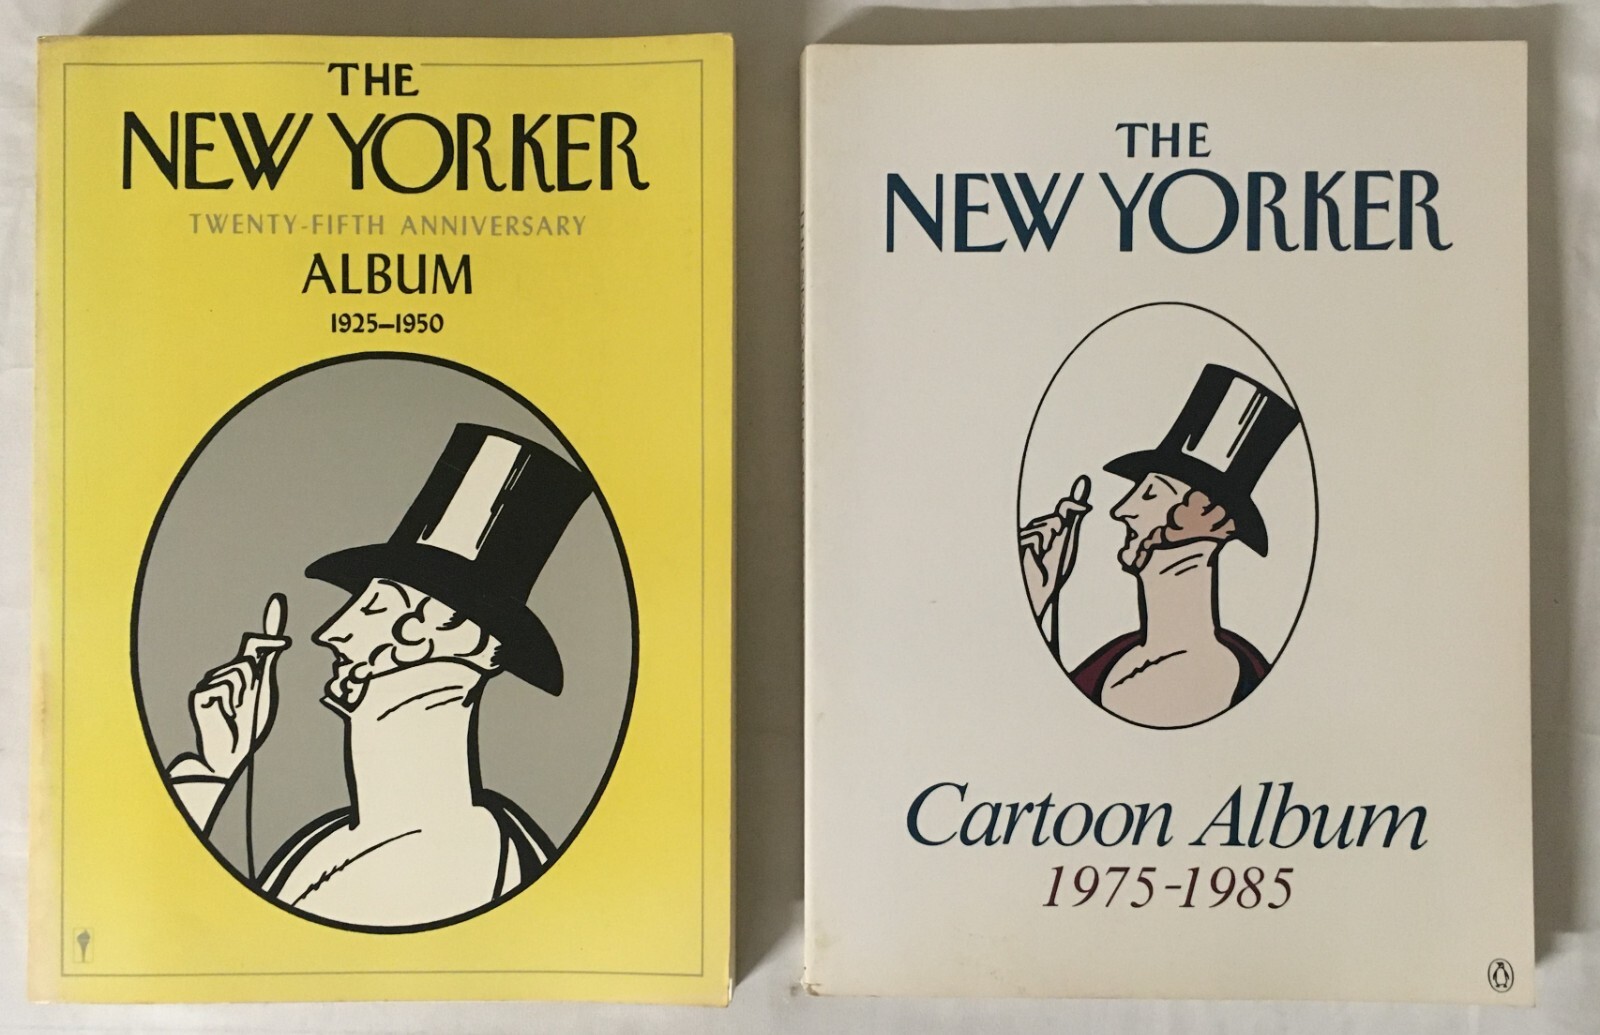 THE
NEW YORKER
TWENTY-FIFTH ANNIVERSARY
ALBUM
1925–1950
THE
NEW YORKER
Cartoon Album
1975-1985